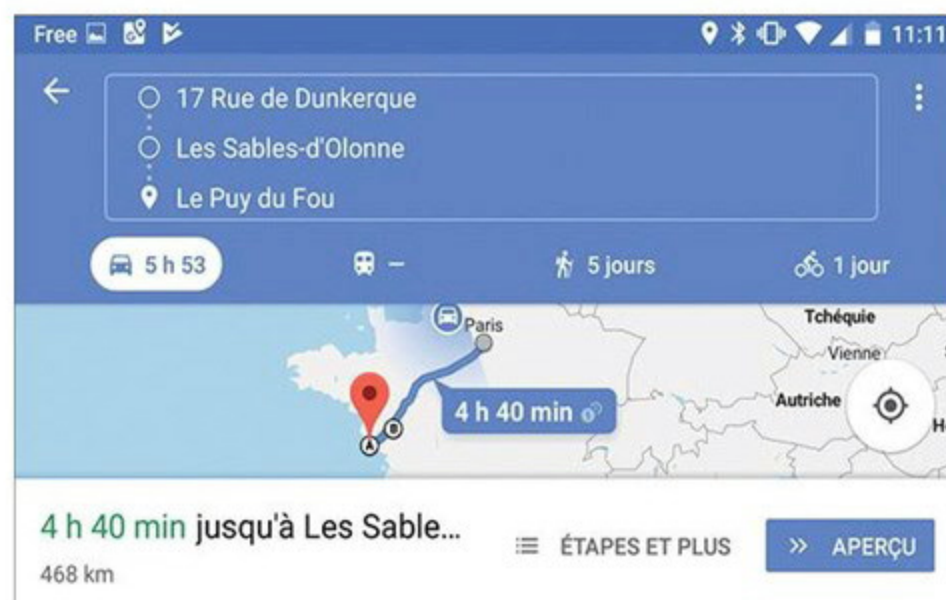 Free 11:11
17 Rue de Dunkerque
Les Sables-d'Olonne
Le Puy du Fou
5 h 53 – 5 jours 1 jour
Paris
Tchéquie
Vienne
Autriche
4 h 40 min
A B
4 h 40 min jusqu'à Les Sable...
468 km
ÉTAPES ET PLUS
APERÇU